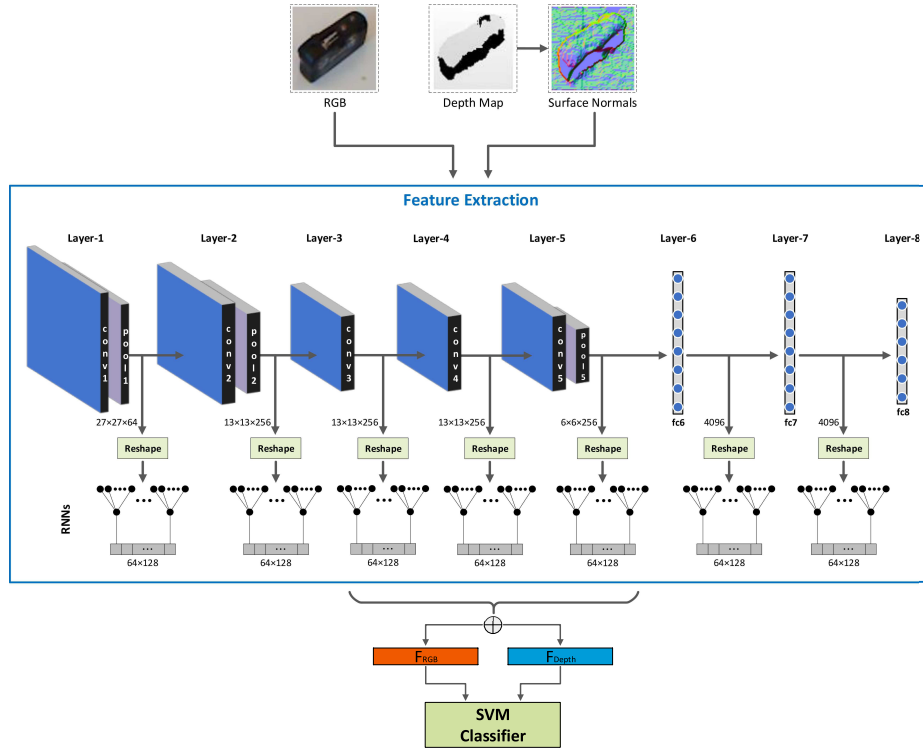 RGB
Depth Map
Surface Normals
Feature Extraction
Layer-1
Layer-2
Layer-3
Layer-4
Layer-5
Layer-6
Layer-7
Layer-8
conv1
pool1
conv2
pool2
conv3
conv4
conv5
pool5
fc6
fc7
fc8
27×27×64
13×13×256
13×13×256
13×13×256
6×6×256
4096
4096
Reshape
Reshape
Reshape
Reshape
Reshape
Reshape
Reshape
RNNs
64×128
64×128
64×128
64×128
64×128
64×128
64×128
FRGB
FDepth
SVM
Classifier